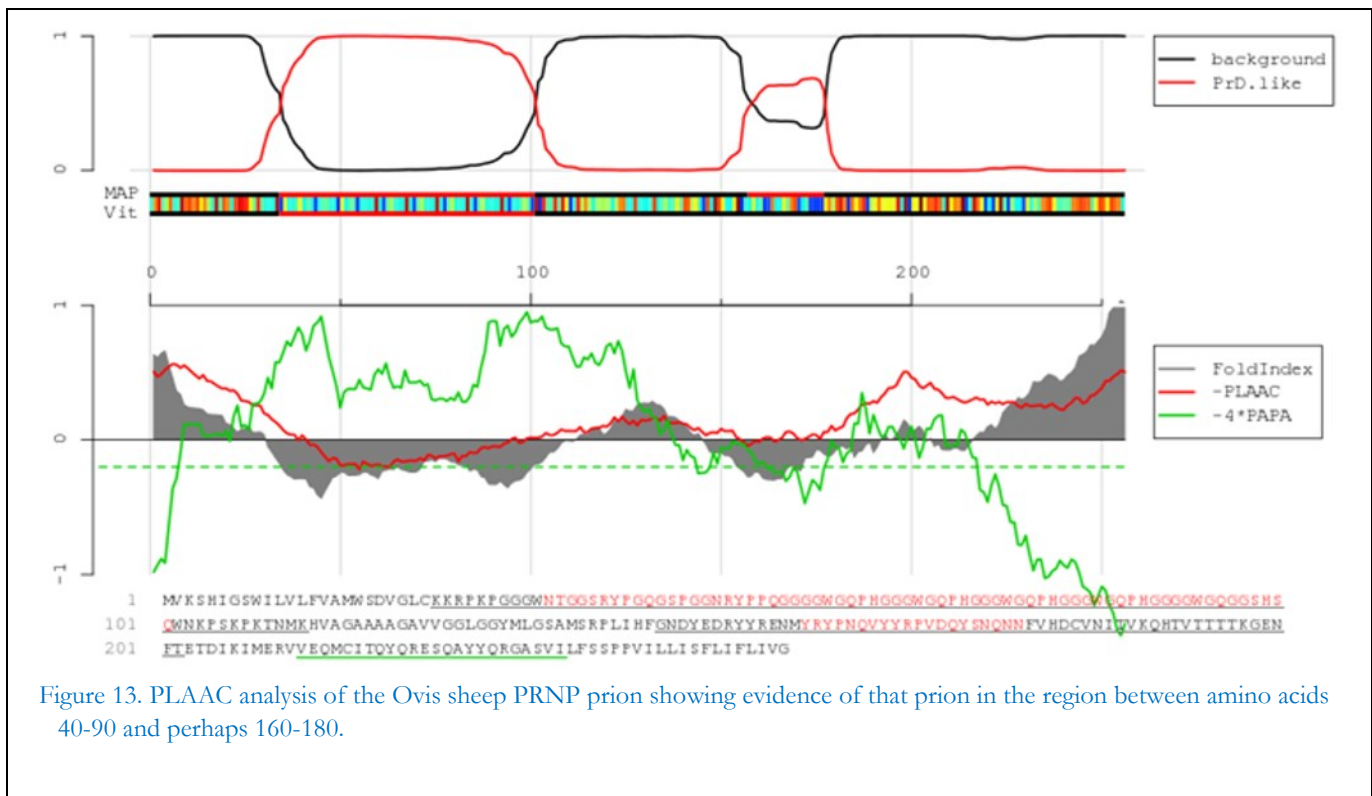 1
0
background
PrD.like
MAP
Vit
0 100 200
1
0
-1
FoldIndex
-PLAAC
-4*PAPA
1 MVKSHIGSWILVLFVAMWSDVGLCKKRPKPGGGWNTGGSRYPGQGSPGGNRYPPQGGGGWGQPHGGGWGQPHGGGWGQPHGGGWGQPHGGGGWGQGGSHS
101 QWNKPSKPKTNMKHVAGAAAAGAVVGGLGGYMLGSAMSRPLIHFGNDYEDRYYRENMYRYPNQVYYRPVDQYSNQNNFVHDCVNITVKQHTVTTTTKGEN
201 FTETDIKIMERVVEQMCITQYQRESQAYYQRGASVILFSSPPVILLISFLIFLIVG
Figure 13. PLAAC analysis of the Ovis sheep PRNP prion showing evidence of that prion in the region between amino acids
40-90 and perhaps 160-180.